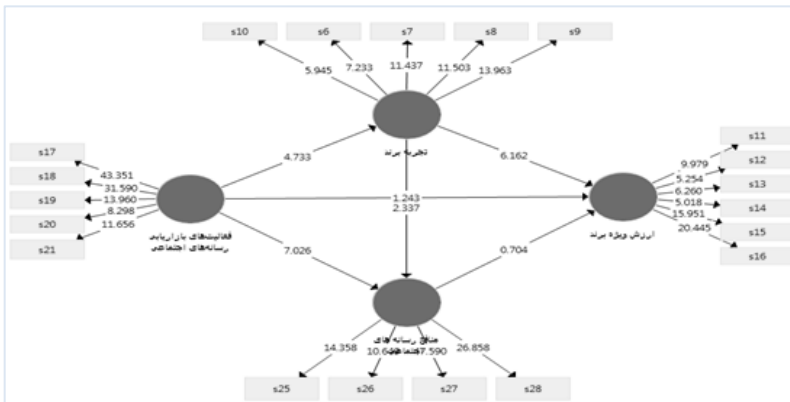 s10 s6 s7 s8 s9
5.945 7.233 11.437 11.503 13.963
تجربه برند
s17 43.351
s18 31.590
s19 13.960
s20 8.298
s21 11.656
فعالیت‌های بازاریابی
رسانه‌های اجتماعی
4.733
6.162
1.243
2.337
7.026
0.704
s11 9.979
s12 5.254
s13 6.260
s14 5.018
s15 15.951
s16 20.445
ارزش ویژه برند
منافع رسانه های
اجتماعی
14.358 26.858
s25 s26 s27 s28